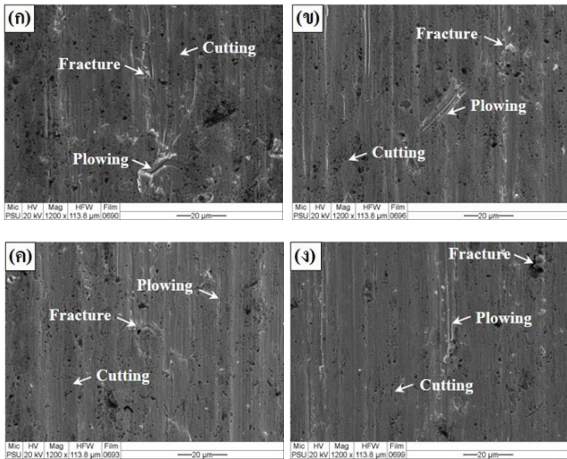 (ก)
Cutting
Fracture
Plowing
Mic HV Mag HFW Film
PSU 20 kV 1200 x 113.8 µm 0690 20 µm
(ข)
Fracture
Plowing
Cutting
Mic HV Mag HFW Film
PSU 20 kV 1200 x 113.8 µm 0696 20 µm
(ค)
Plowing
Fracture
Cutting
Mic HV Mag HFW Film
PSU 20 kV 1200 x 113.8 µm 0693 20 µm
(ง)
Fracture
Plowing
Cutting
Mic HV Mag HFW Film
PSU 20 kV 1200 x 113.8 µm 0699 20 µm